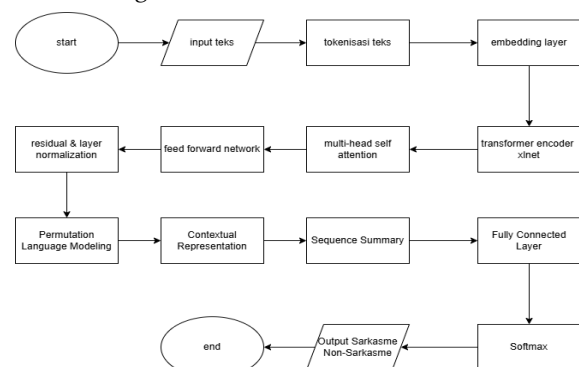 start
input teks
tokenisasi teks
embedding layer
transformer encoder
xlnet
multi-head self
attention
feed forward network
residual & layer
normalization
Permutation
Language Modeling
Contextual
Representation
Sequence Summary
Fully Connected
Layer
Softmax
Output Sarkasme
Non-Sarkasme
end